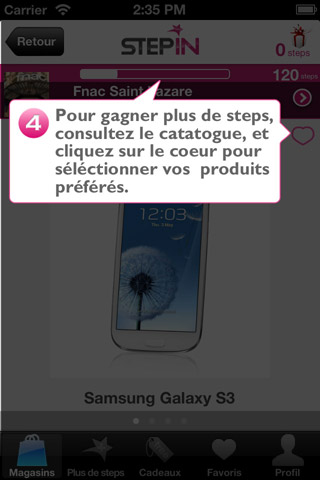 Carrier 2:35 PM
Retour STEPIN 0 steps
120 steps
Fnac Saint Lazare
4 Pour gagner plus de steps,
consultez le catatogue, et
cliquez sur le coeur pour
séléctionner vos produits
préférés.
12:03
Samsung Galaxy S3
Magasins Plus de steps Cadeaux Favoris Profil